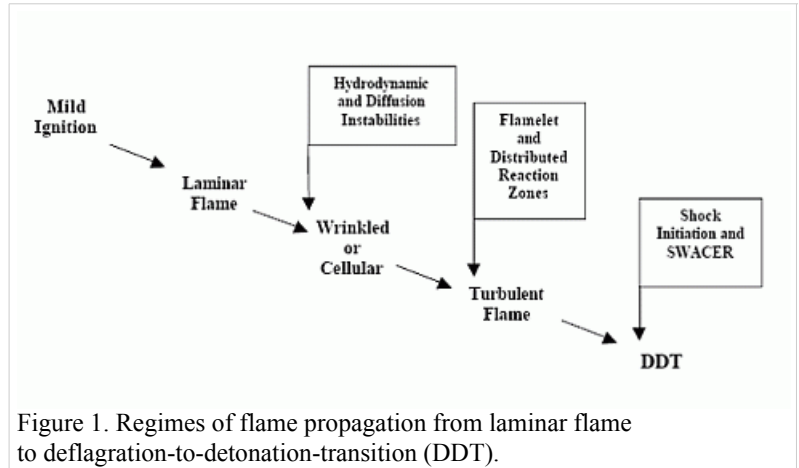 Mild
Ignition
Laminar
Flame
Hydrodynamic
and Diffusion
Instabilities
Wrinkled
or
Cellular
Flamelet
and
Distributed
Reaction
Zones
Turbulent
Flame
Shock
Initiation and
SWACER
DDT
Figure 1. Regimes of flame propagation from laminar flame
to deflagration-to-detonation-transition (DDT).